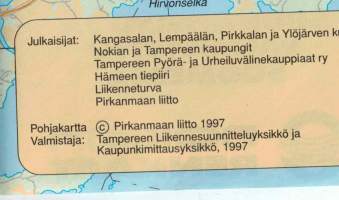 Hirvonselkä
Julkaisijat: Kangasalan, Lempäälän, Pirkkalan ja Ylöjärven
Nokian ja Tampereen kaupungit
Tampereen Pyörä- ja Urheiluvälinekauppiaat ry
Hämeen tiepiiri
Liikenneturva
Pirkanmaan liitto
Pohjakartta © Pirkanmaan liitto 1997
Valmistaja: Tampereen Liikennesuunnitteluyksikkö ja
Kaupunkimittausyksikkö, 1997